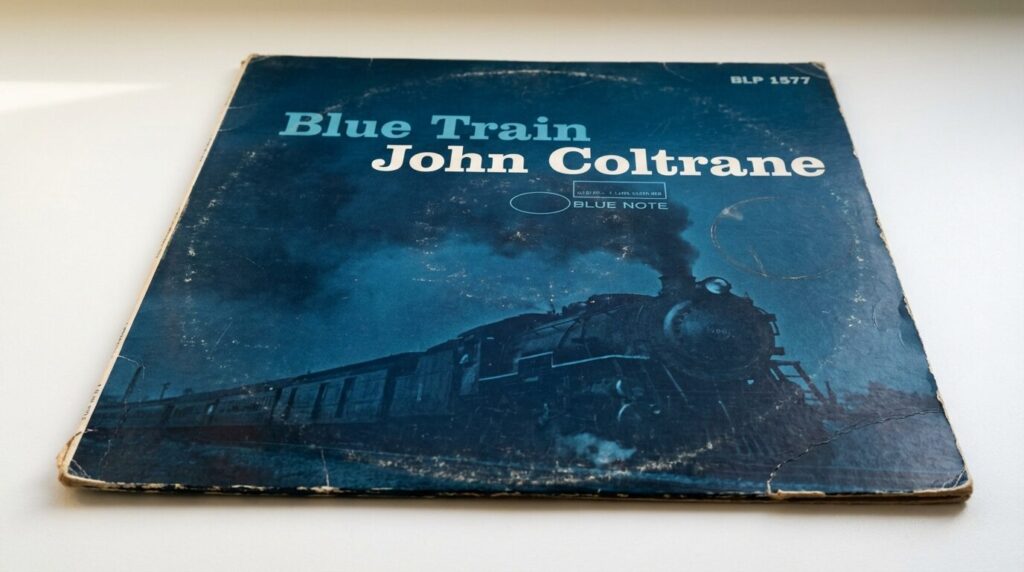 BLP 1577
Blue Train
John Coltrane
BLUE NOTE